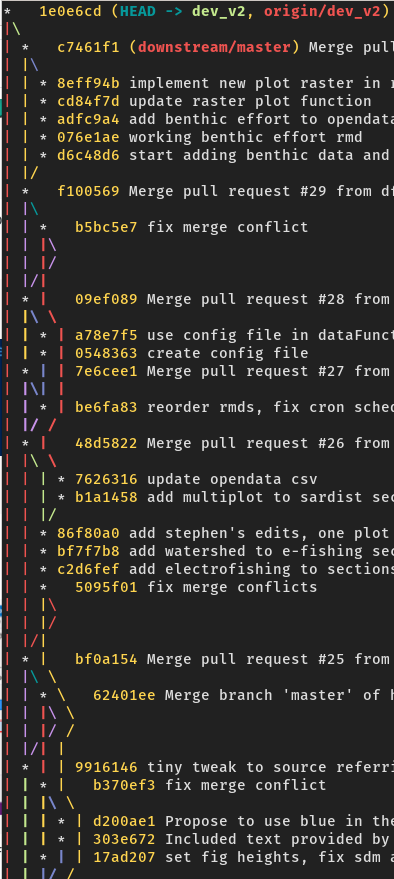 * 1e0e6cd (HEAD -> dev_v2, origin/dev_v2)
|\
| * c7461f1 (downstream/master) Merge pull
| |\
| | * 8eff94b implement new plot raster in r
| | * cd84f7d update raster plot function
| | * adfc9a4 add benthic effort to opendata
| | * 076e1ae working benthic effort rmd
| | * d6c48d6 start adding benthic data and
| |/
| * f100569 Merge pull request #29 from df
| |\
| | * b5bc5e7 fix merge conflict
| | |\
| | |/
| |/|
| * | 09ef089 Merge pull request #28 from
| |\ \
| | * | a78e7f5 use config file in dataFunct
| | * | 0548363 create config file
| * | | 7e6cee1 Merge pull request #27 from
| |\| |
| | * | be6fa83 reorder rmds, fix cron sched
| |/ /
| * | 48d5822 Merge pull request #26 from
| |\ \
| | | * 7626316 update opendata csv
| | | * b1a1458 add multiplot to sardist sec
| | |/
| | * 86f80a0 add stephen's edits, one plot
| | * bf7f7b8 add watershed to e-fishing sec
| | * c2d6fef add electrofishing to sections
| | * 5095f01 fix merge conflicts
| | |\
| | |/
| |/|
| * | bf0a154 Merge pull request #25 from
| |\ \
| | * \ 62401ee Merge branch 'master' of h
| | |\ \
| | |/ /
| |/| |
| * | | 9916146 tiny tweak to source referri
| | * | b370ef3 fix merge conflict
| | |\ \
| | | * | d200ae1 Propose to use blue in the
| | | * | 303e672 Included text provided by
| | * | | 17ad207 set fig heights, fix sdm a
| | |/ /